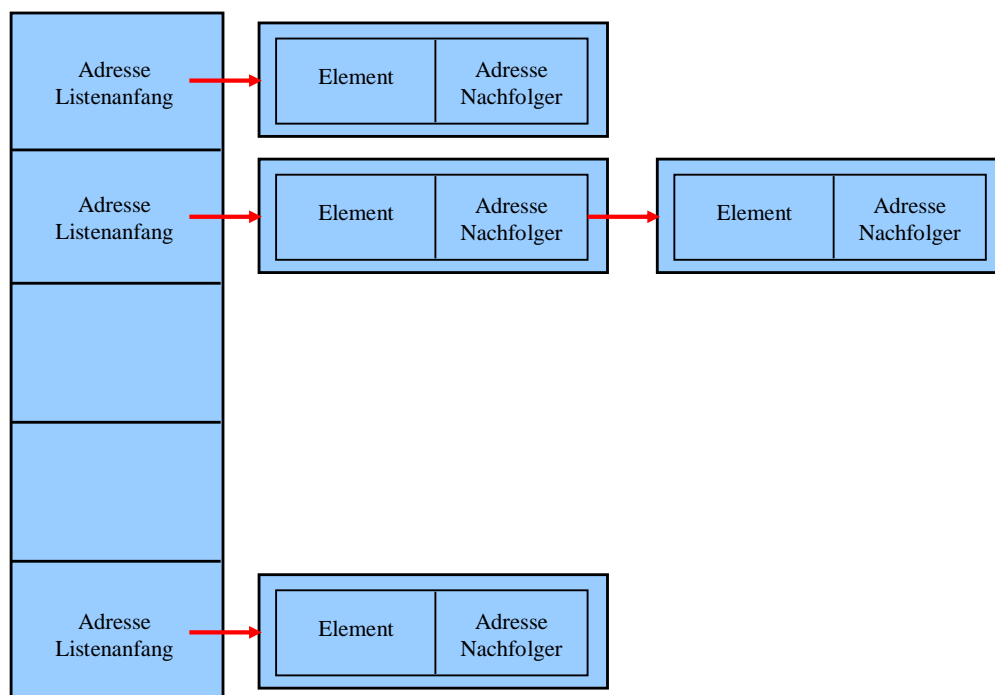 Adresse
Listenanfang
Element
Adresse
Nachfolger
Adresse
Listenanfang
Element
Adresse
Nachfolger
Element
Adresse
Nachfolger
Adresse
Listenanfang
Element
Adresse
Nachfolger